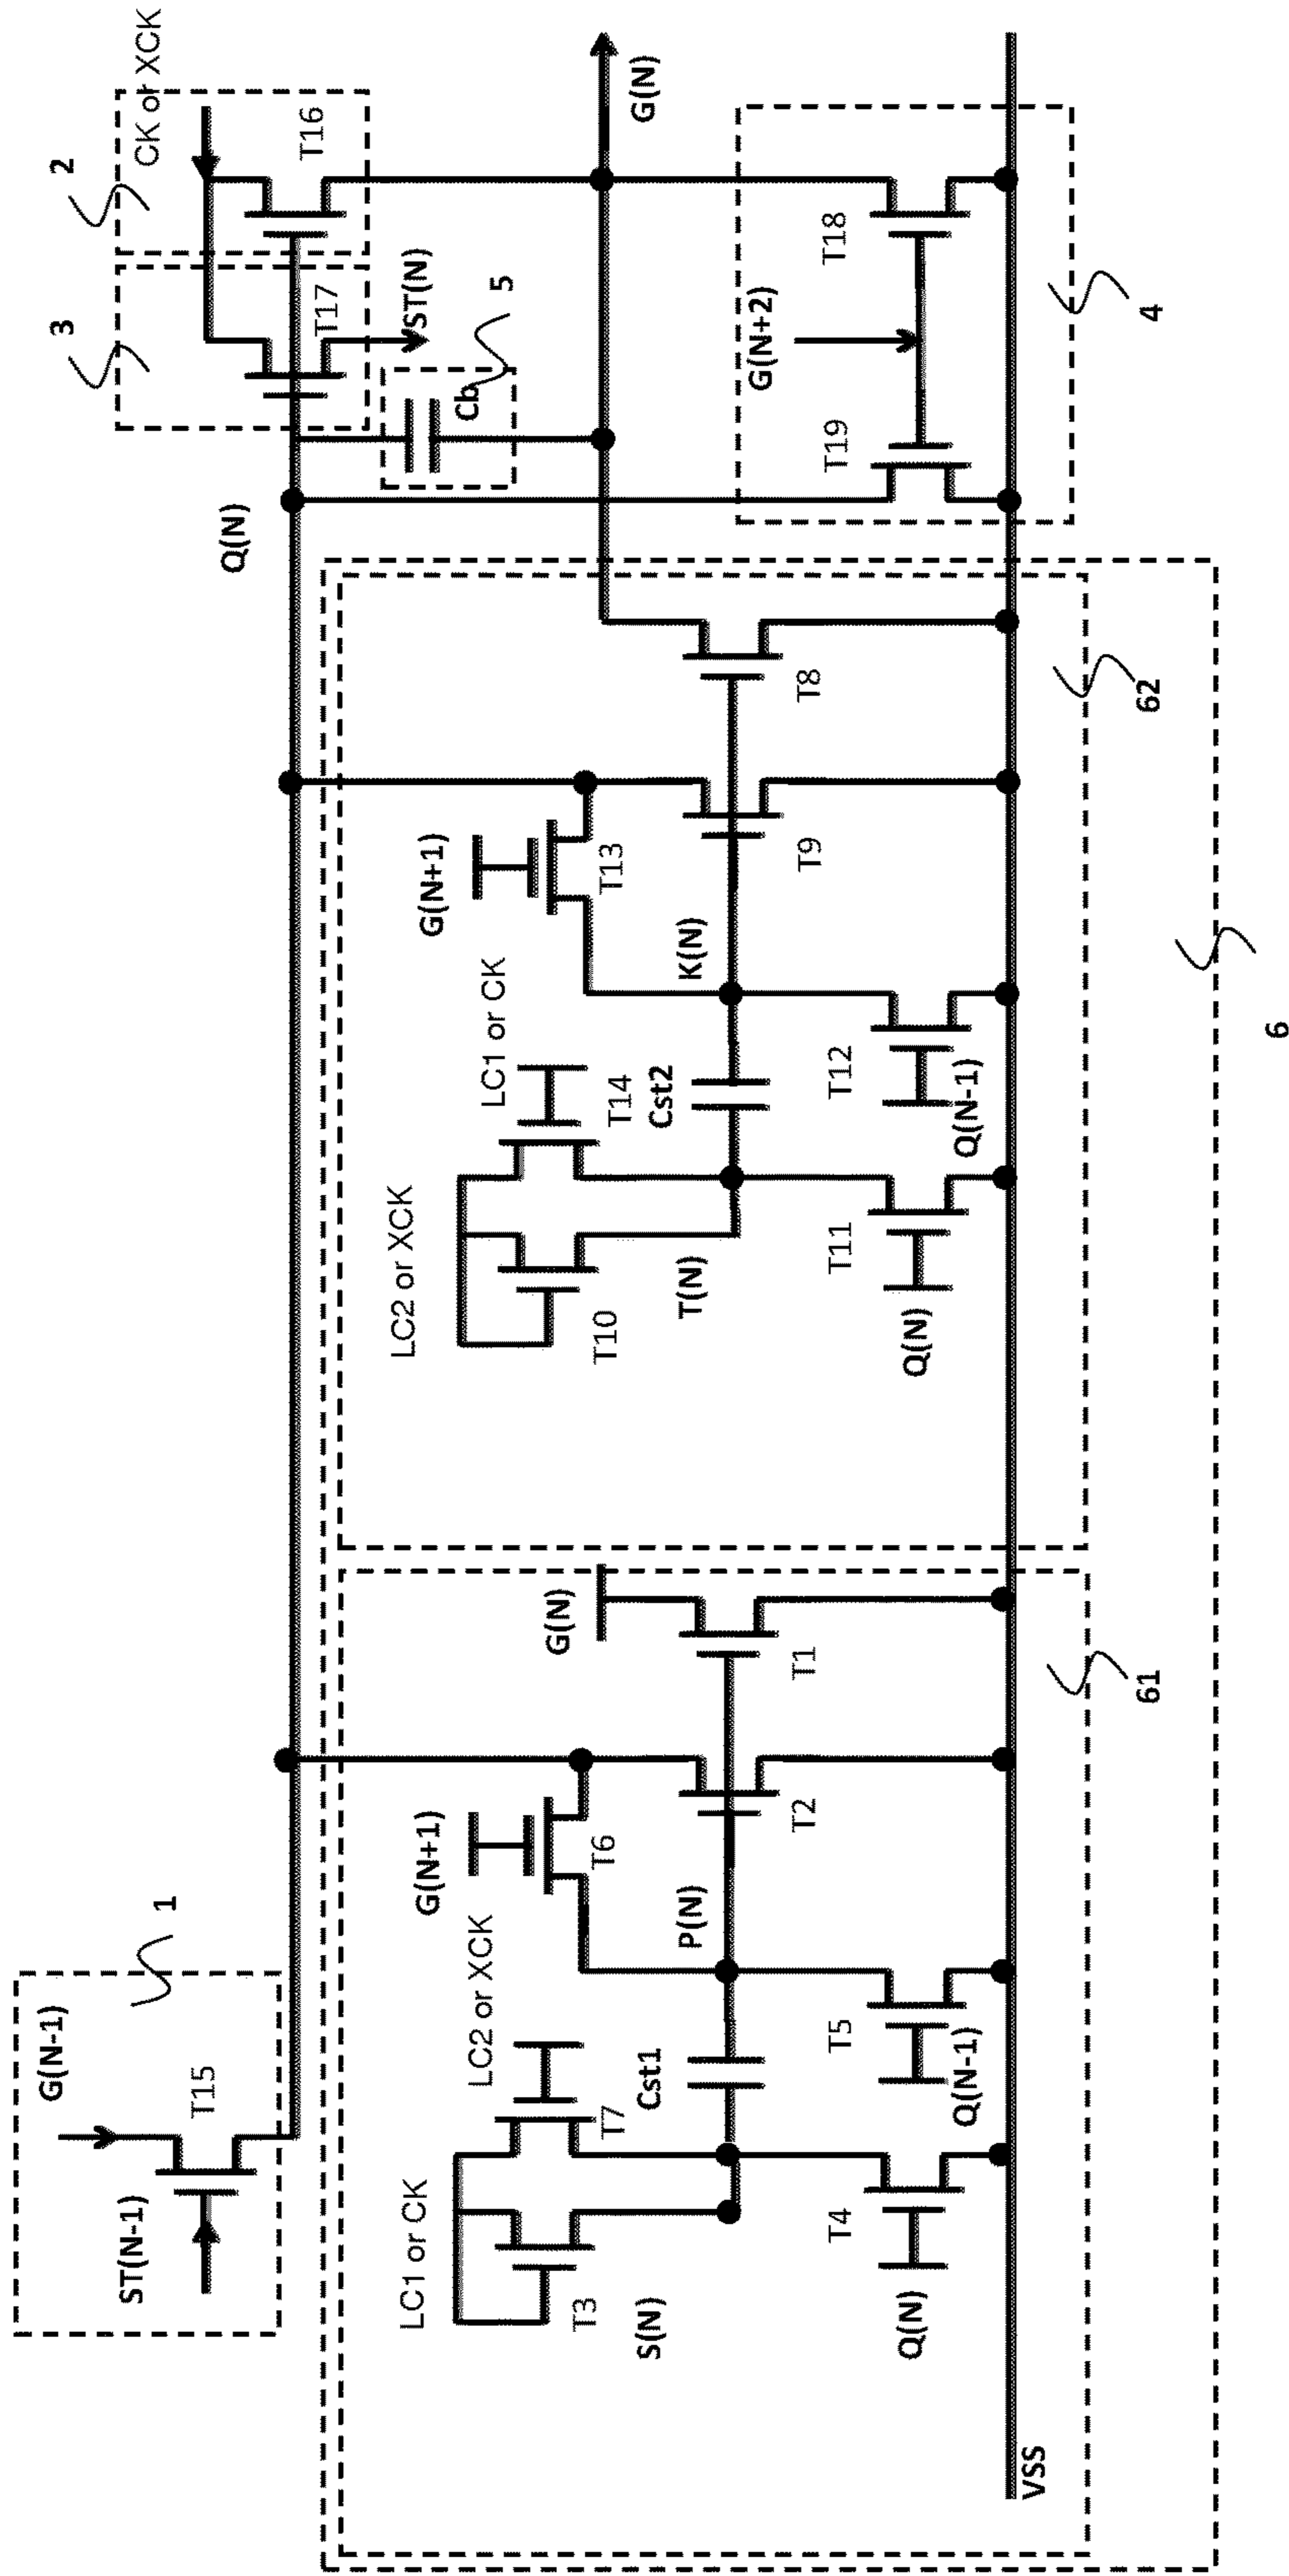 G(N-1)
1
ST(N-1)
T15
Q(N)
2
CK or XCK
T16
3
T17
ST(N)
5
Cb
G(N)
G(N+2)
T19
T18
4
LC1 or CK
LC2 or XCK
G(N+1)
T3
T7
T6
S(N)
Cst1
P(N)
G(N)
T4
T5
T2
T1
Q(N)
Q(N-1)
61
LC2 or XCK
LC1 or CK
G(N+1)
T10
T14
T13
T(N)
Cst2
K(N)
T11
T12
T9
T8
Q(N)
Q(N-1)
62
VSS
6